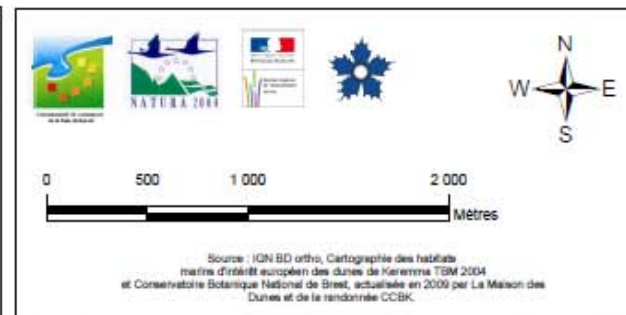 NATURA 2004
N
W E
S
0 500 1 000 2 000
Mètres
Source : IGN BD ortho, Cartographie des habitats
marins d'intérêt européen des dunes de Keremma TBM 2004
et Conservatoire Botanique National de Brest, actualisée en 2009 par La Maison des
Dunes et de la randonnée CCBK.